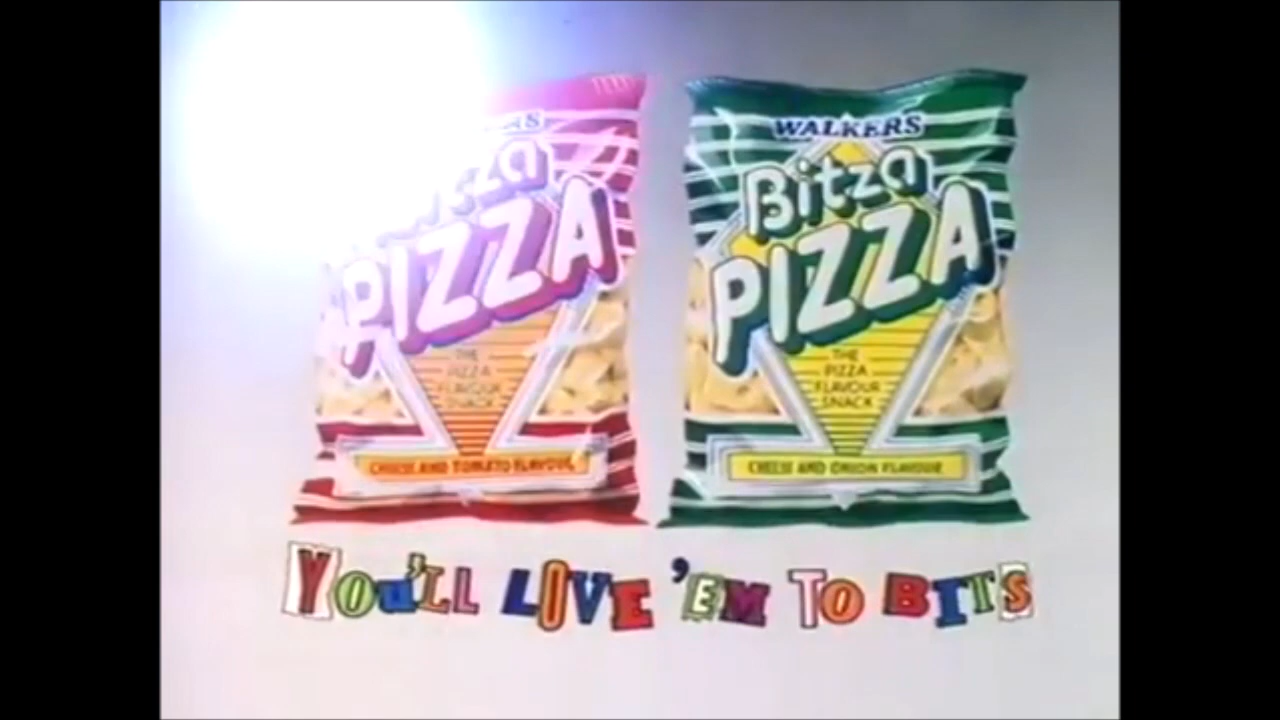 WALKERS
Bitza
PIZZA
THE
PIZZA
FLAVOUR
SNACK
CHEESE AND TOMATO FLAVOUR
WALKERS
Bitza
PIZZA
THE
PIZZA
FLAVOUR
SNACK
CHEESE AND ONION FLAVOUR
YOU'LL LOVE 'EM TO BITS